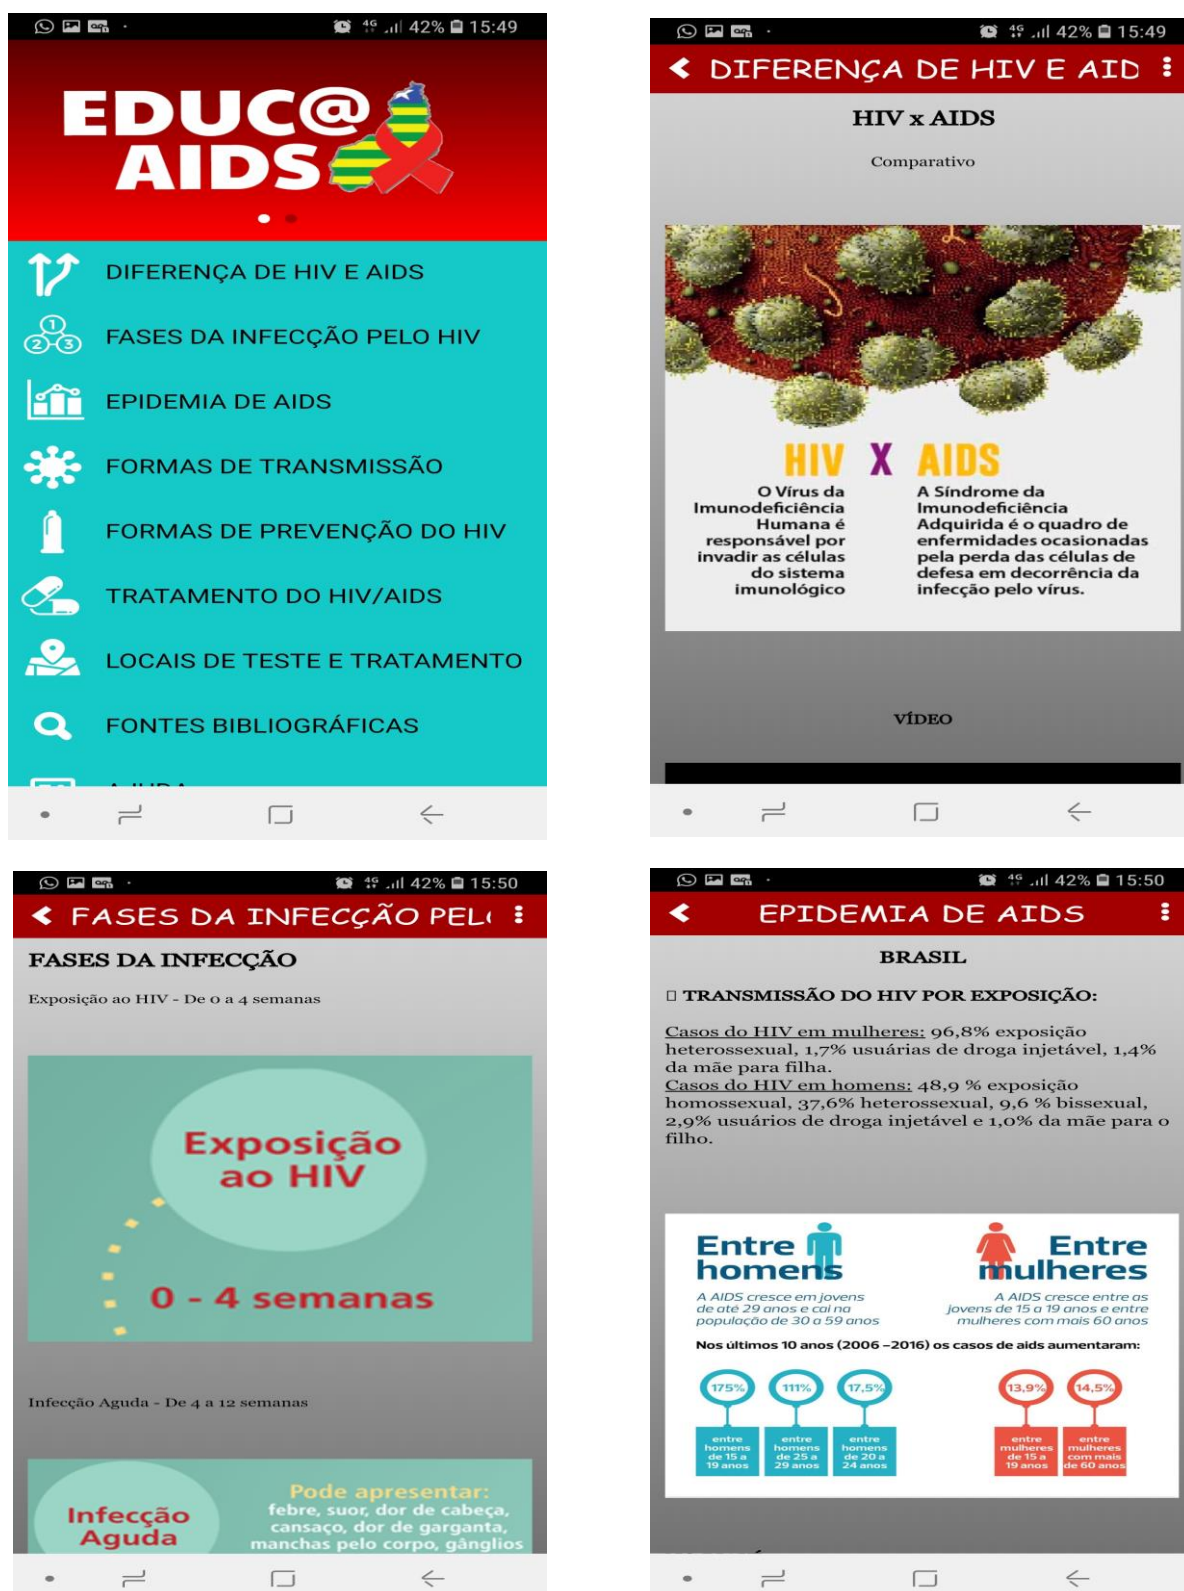 4G 42% 15:49
EDUC@
AIDS
DIFERENÇA DE HIV E AIDS
1
2 3
FASES DA INFECÇÃO PELO HIV
EPIDEMIA DE AIDS
FORMAS DE TRANSMISSÃO
FORMAS DE PREVENÇÃO DO HIV
TRATAMENTO DO HIV/AIDS
LOCAIS DE TESTE E TRATAMENTO
FONTES BIBLIOGRÁFICAS
4G 42% 15:49
DIFERENÇA DE HIV E AID
HIV x AIDS
Comparativo
HIV X AIDS
O Vírus da
Imunodeficiência
Humana é
responsável por
invadir as células
do sistema
imunológico
A Síndrome da
Imunodeficiência
Adquirida é o quadro de
enfermidades ocasionadas
pela perda das células de
defesa em decorrência da
infecção pelo vírus.
VÍDEO
4G 42% 15:50
FASES DA INFECÇÃO PEL
FASES DA INFECÇÃO
Exposição ao HIV - De 0 a 4 semanas
Exposição
ao HIV
0 - 4 semanas
Infecção Aguda - De 4 a 12 semanas
Infecção
Aguda
Pode apresentar:
febre, suor, dor de cabeça,
cansaço, dor de garganta,
manchas pelo corpo, gânglios
4G 42% 15:50
EPIDEMIA DE AIDS
BRASIL
TRANSMISSÃO DO HIV POR EXPOSIÇÃO:
Casos do HIV em mulheres: 96,8% exposição
heterossexual, 1,7% usuárias de droga injetável, 1,4%
da mãe para filha.
Casos do HIV em homens: 48,9 % exposição
homossexual, 37,6% heterossexual, 9,6 % bissexual,
2,9% usuários de droga injetável e 1,0% da mãe para o
filho.
Entre
homens
A AIDS cresce em jovens
de até 29 anos e cai na
população de 30 a 59 anos
Entre
mulheres
A AIDS cresce entre as
jovens de 15 a 19 anos e entre
mulheres com mais 60 anos
Nos últimos 10 anos (2006 –2016) os casos de aids aumentaram:
175% 111% 17,5% 13,9% 14,5%
entre
homens
de 15 a
19 anos
entre
homens
de 25 a
29 anos
entre
homens
de 20 a
24 anos
entre
mulheres
de 15 a
19 anos
entre
mulheres
com mais
de 60 anos